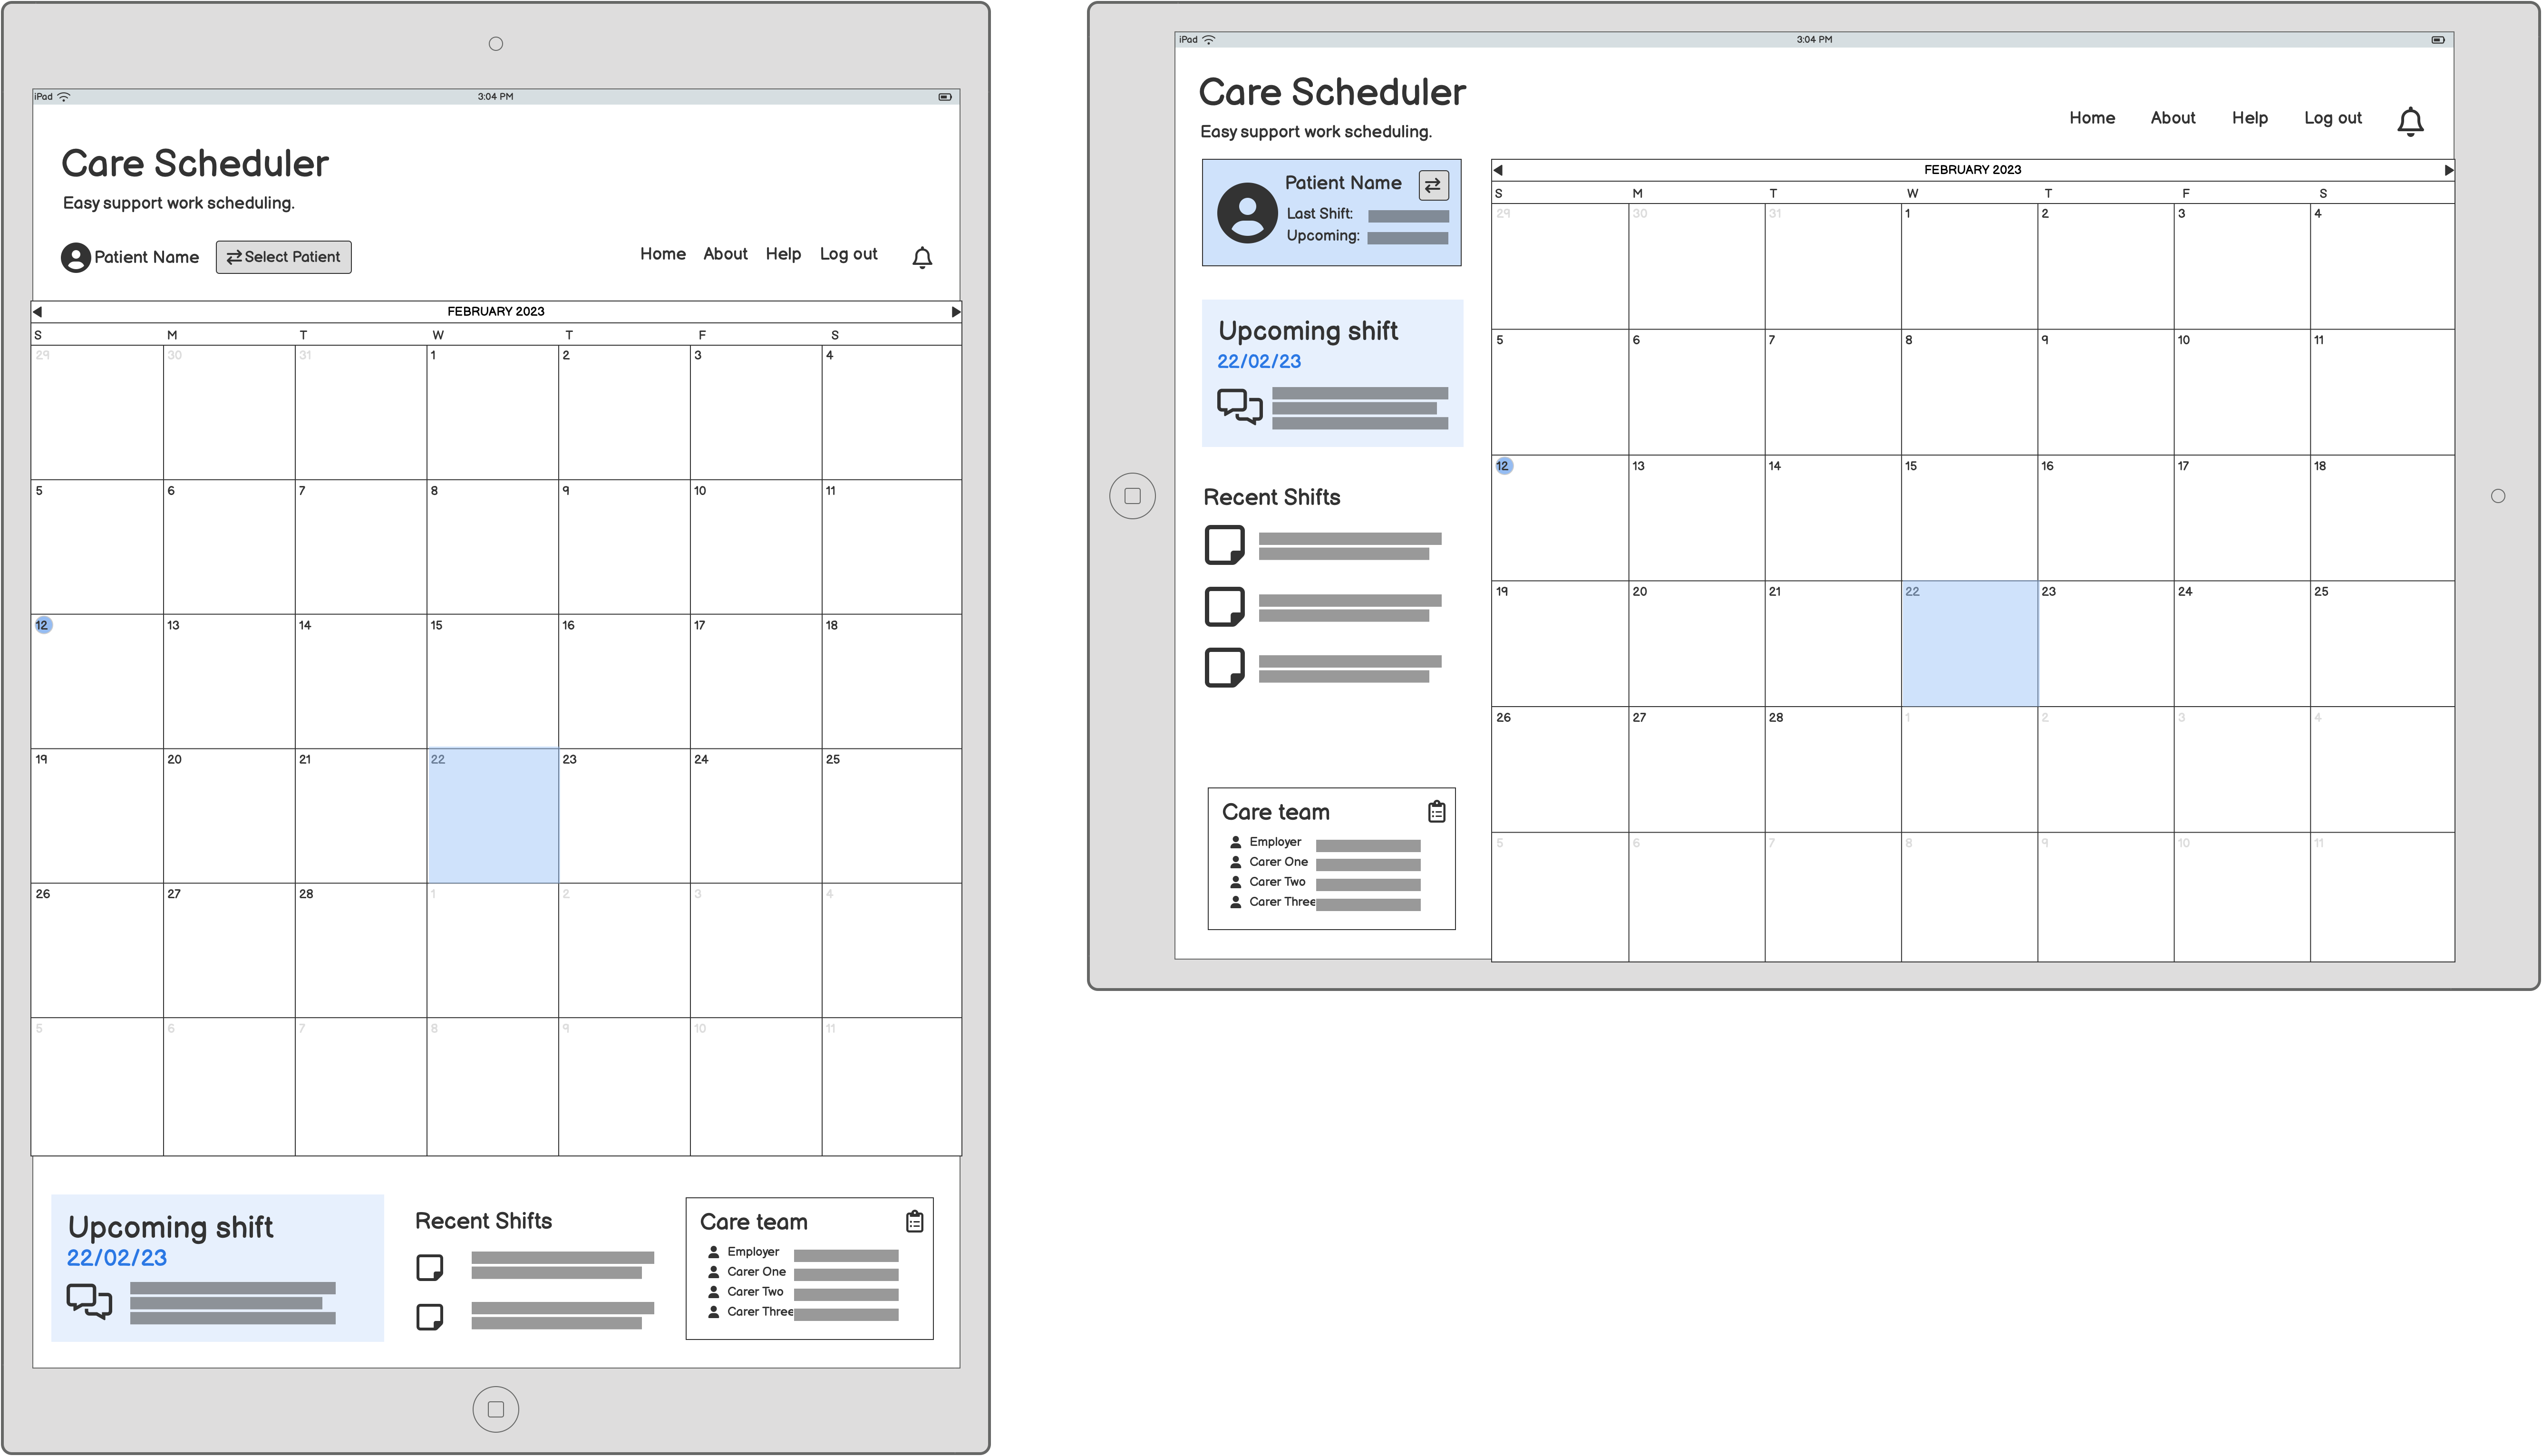 iPad 3:04 PM
Care Scheduler
Easy support work scheduling.
Patient Name Select Patient Home About Help Log out
FEBRUARY 2023
S M T W T F S
29 30 31 1 2 3 4
5 6 7 8 9 10 11
12 13 14 15 16 17 18
19 20 21 22 23 24 25
26 27 28 1 2 3 4
5 6 7 8 9 10 11
Upcoming shift
22/02/23
Recent Shifts
Care team
Employer
Carer One
Carer Two
Carer Three
iPad 3:04 PM
Care Scheduler
Easy support work scheduling.
Home About Help Log out
Patient Name
Last Shift:
Upcoming:
Upcoming shift
22/02/23
Recent Shifts
Care team
Employer
Carer One
Carer Two
Carer Three
FEBRUARY 2023
S M T W T F S
29 30 31 1 2 3 4
5 6 7 8 9 10 11
12 13 14 15 16 17 18
19 20 21 22 23 24 25
26 27 28 1 2 3 4
5 6 7 8 9 10 11